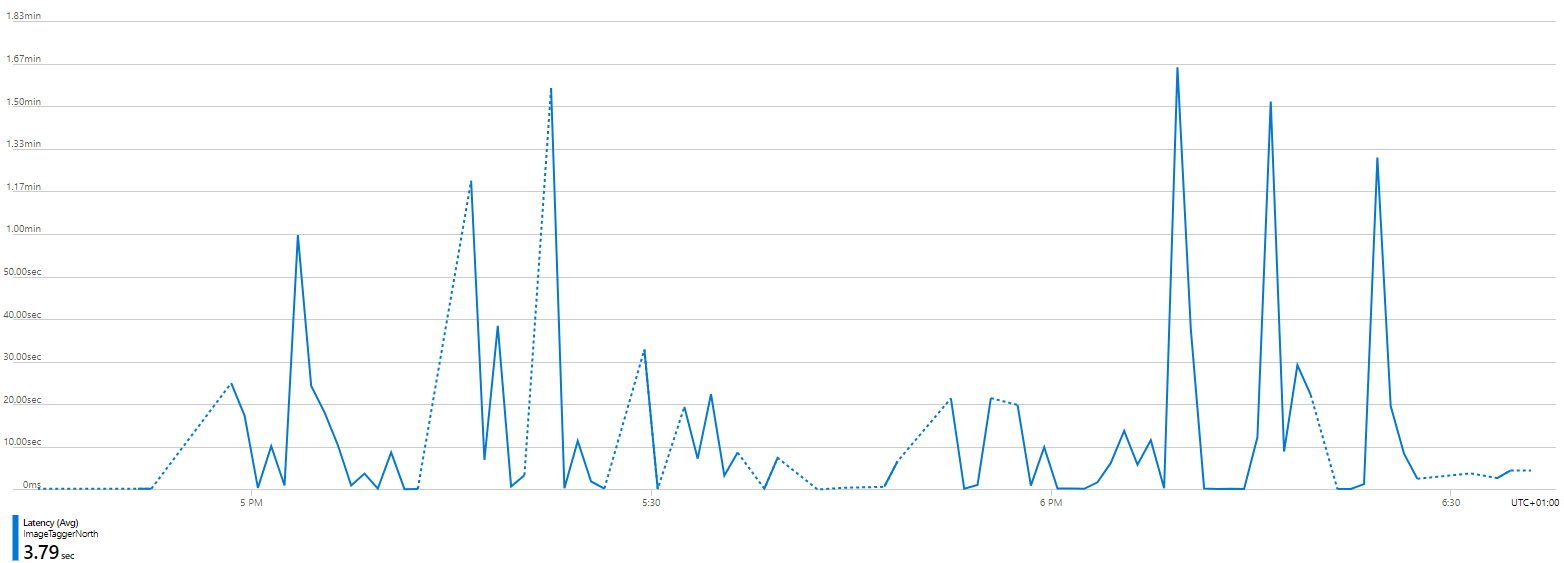 1.83min
1.67min
1.50min
1.33min
1.17min
1.00min
50.00sec
40.00sec
30.00sec
20.00sec
10.00sec
0ms
5 PM
5:30
6 PM
6:30
UTC+01:00
Latency (Avg)
ImageTaggerNorth
3.79 sec